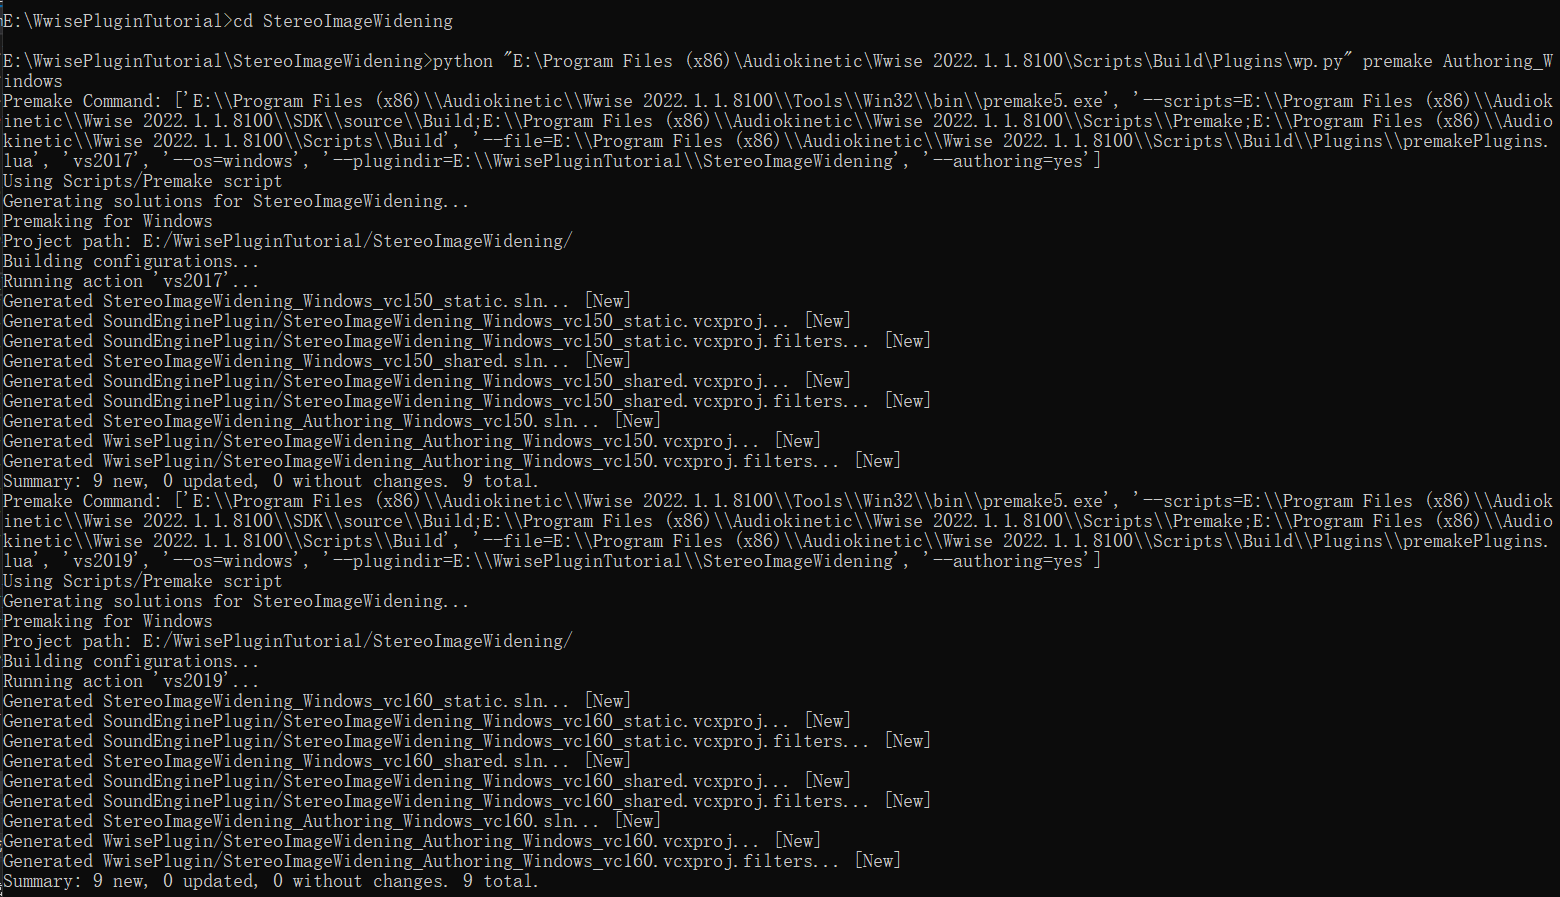 E:\WwisePluginTutorial>cd StereoImageWidening
E:\WwisePluginTutorial\StereoImageWidening>python "E:\Program Files (x86)\Audiokinetic\Wwise 2022.1.1.8100\Scripts\Build\Plugins\wp.py" premake Authoring_W
indows
Premake Command: ['E:\\Program Files (x86)\\Audiokinetic\\Wwise 2022.1.1.8100\\Tools\\Win32\\bin\\premake5.exe', '--scripts=E:\\Program Files (x86)\\Audiok
inetic\\Wwise 2022.1.1.8100\\SDK\\source\\Build;E:\\Program Files (x86)\\Audiokinetic\\Wwise 2022.1.1.8100\\Scripts\\Premake;E:\\Program Files (x86)\\Audio
kinetic\\Wwise 2022.1.1.8100\\Scripts\\Build', '--file=E:\\Program Files (x86)\\Audiokinetic\\Wwise 2022.1.1.8100\\Scripts\\Build\\Plugins\\premakePlugins.
lua', 'vs2017', '--os=windows', '--plugindir=E:\\WwisePluginTutorial\\StereoImageWidening', '--authoring=yes']
Using Scripts/Premake script
Generating solutions for StereoImageWidening...
Premaking for Windows
Project path: E:/WwisePluginTutorial/StereoImageWidening/
Building configurations...
Running action 'vs2017'...
Generated StereoImageWidening_Windows_vc150_static.sln... [New]
Generated SoundEnginePlugin/StereoImageWidening_Windows_vc150_static.vcxproj... [New]
Generated SoundEnginePlugin/StereoImageWidening_Windows_vc150_static.vcxproj.filters... [New]
Generated StereoImageWidening_Windows_vc150_shared.sln... [New]
Generated SoundEnginePlugin/StereoImageWidening_Windows_vc150_shared.vcxproj... [New]
Generated SoundEnginePlugin/StereoImageWidening_Windows_vc150_shared.vcxproj.filters... [New]
Generated StereoImageWidening_Authoring_Windows_vc150.sln... [New]
Generated WwisePlugin/StereoImageWidening_Authoring_Windows_vc150.vcxproj... [New]
Generated WwisePlugin/StereoImageWidening_Authoring_Windows_vc150.vcxproj.filters... [New]
Summary: 9 new, 0 updated, 0 without changes. 9 total.
Premake Command: ['E:\\Program Files (x86)\\Audiokinetic\\Wwise 2022.1.1.8100\\Tools\\Win32\\bin\\premake5.exe', '--scripts=E:\\Program Files (x86)\\Audiok
inetic\\Wwise 2022.1.1.8100\\SDK\\source\\Build;E:\\Program Files (x86)\\Audiokinetic\\Wwise 2022.1.1.8100\\Scripts\\Premake;E:\\Program Files (x86)\\Audio
kinetic\\Wwise 2022.1.1.8100\\Scripts\\Build', '--file=E:\\Program Files (x86)\\Audiokinetic\\Wwise 2022.1.1.8100\\Scripts\\Build\\Plugins\\premakePlugins.
lua', 'vs2019', '--os=windows', '--plugindir=E:\\WwisePluginTutorial\\StereoImageWidening', '--authoring=yes']
Using Scripts/Premake script
Generating solutions for StereoImageWidening...
Premaking for Windows
Project path: E:/WwisePluginTutorial/StereoImageWidening/
Building configurations...
Running action 'vs2019'...
Generated StereoImageWidening_Windows_vc160_static.sln... [New]
Generated SoundEnginePlugin/StereoImageWidening_Windows_vc160_static.vcxproj... [New]
Generated SoundEnginePlugin/StereoImageWidening_Windows_vc160_static.vcxproj.filters... [New]
Generated StereoImageWidening_Windows_vc160_shared.sln... [New]
Generated SoundEnginePlugin/StereoImageWidening_Windows_vc160_shared.vcxproj... [New]
Generated SoundEnginePlugin/StereoImageWidening_Windows_vc160_shared.vcxproj.filters... [New]
Generated StereoImageWidening_Authoring_Windows_vc160.sln... [New]
Generated WwisePlugin/StereoImageWidening_Authoring_Windows_vc160.vcxproj... [New]
Generated WwisePlugin/StereoImageWidening_Authoring_Windows_vc160.vcxproj.filters... [New]
Summary: 9 new, 0 updated, 0 without changes. 9 total.